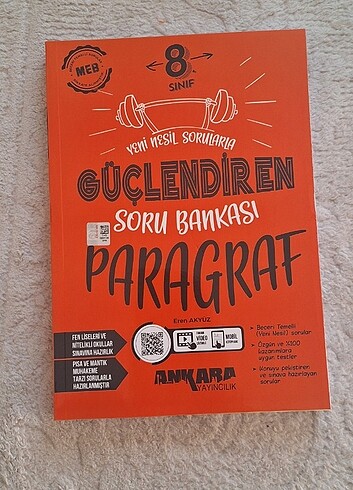 MEB
8
SINIF
YENİ NESİL SORULARLA
GÜÇLENDİREN
SORU BANKASI
PARAGRAF
Eren AKYÜZ
FEN LİSELERİ VE
NİTELİKLİ OKULLAR
SINAVINA HAZIRLIK
PISA VE MANTIK
MUHAKEME
TARZI SORULARLA
HAZIRLANMIŞTIR
VIDEO
MOBİL
Beceri Temelli
(Yeni Nesil) sorular
Özgün ve %100
kazanımlara
uygun testler
Konuyu pekiştiren
ve sınava hazırlayan
sorular
ANKARA
YAYINCILIK